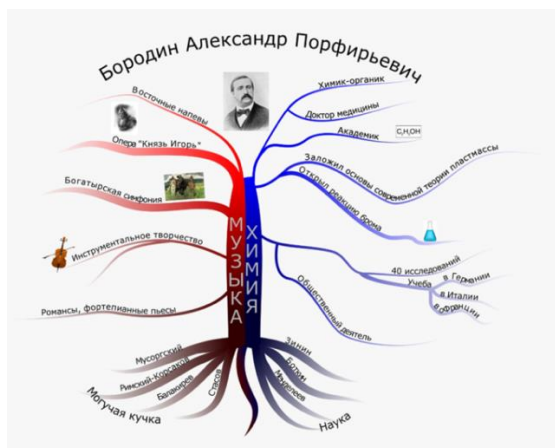 Бородин Александр Порфирьевич
Восточные напевы
Опера "Князь Игорь"
Богатырская симфония
Инструментальное творчество
Романсы, фортепианные пьесы
МУЗЫКА
Мусоргский
Римский-Корсаков
Балакирев
Стасов
Могучая кучка
Химик-органик
Доктор медицины
Академик
C₂H₅OH
Заложил основы современной теории пластмассы
Открыл реакцию брома
40 исследований
Учеба
в Германии
в Италии
Общественный деятель
ХИМИЯ
Зинин
Менделеев
Наука